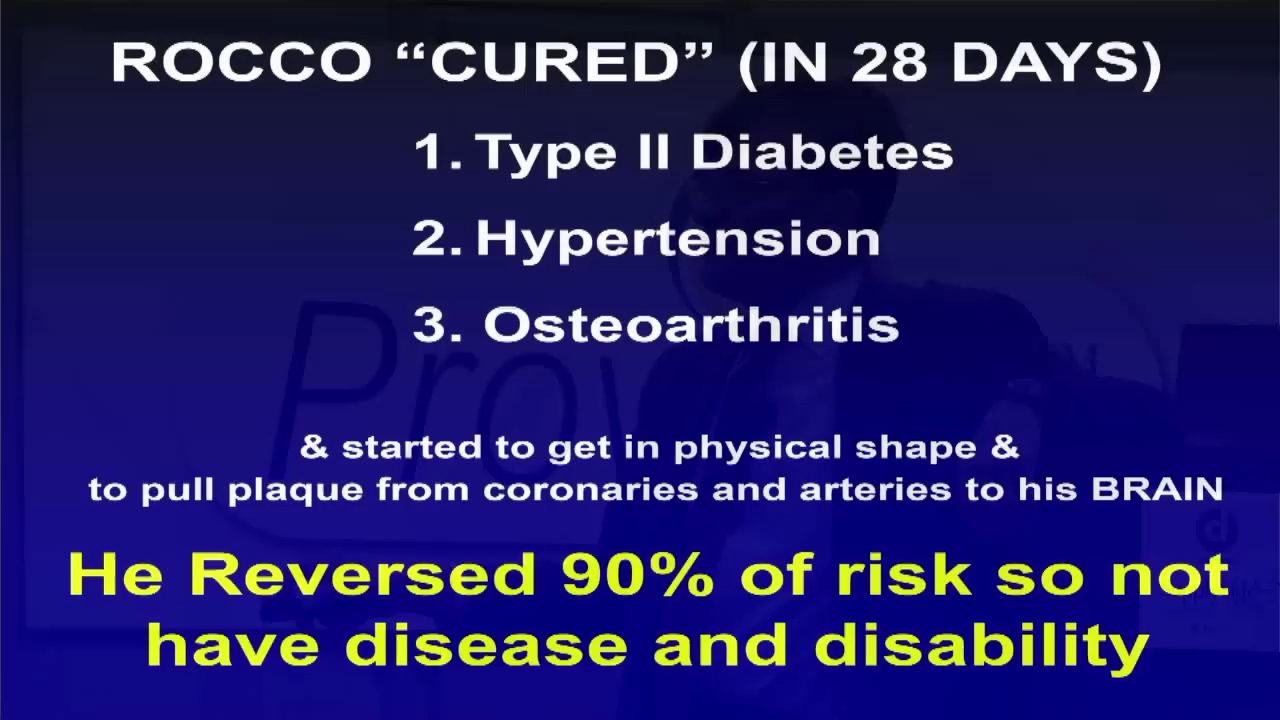 ROCCO “CURED” (IN 28 DAYS)
1. Type II Diabetes
2. Hypertension
3. Osteoarthritis
& started to get in physical shape &
to pull plaque from coronaries and arteries to his BRAIN
He Reversed 90% of risk so not
have disease and disability
Prov